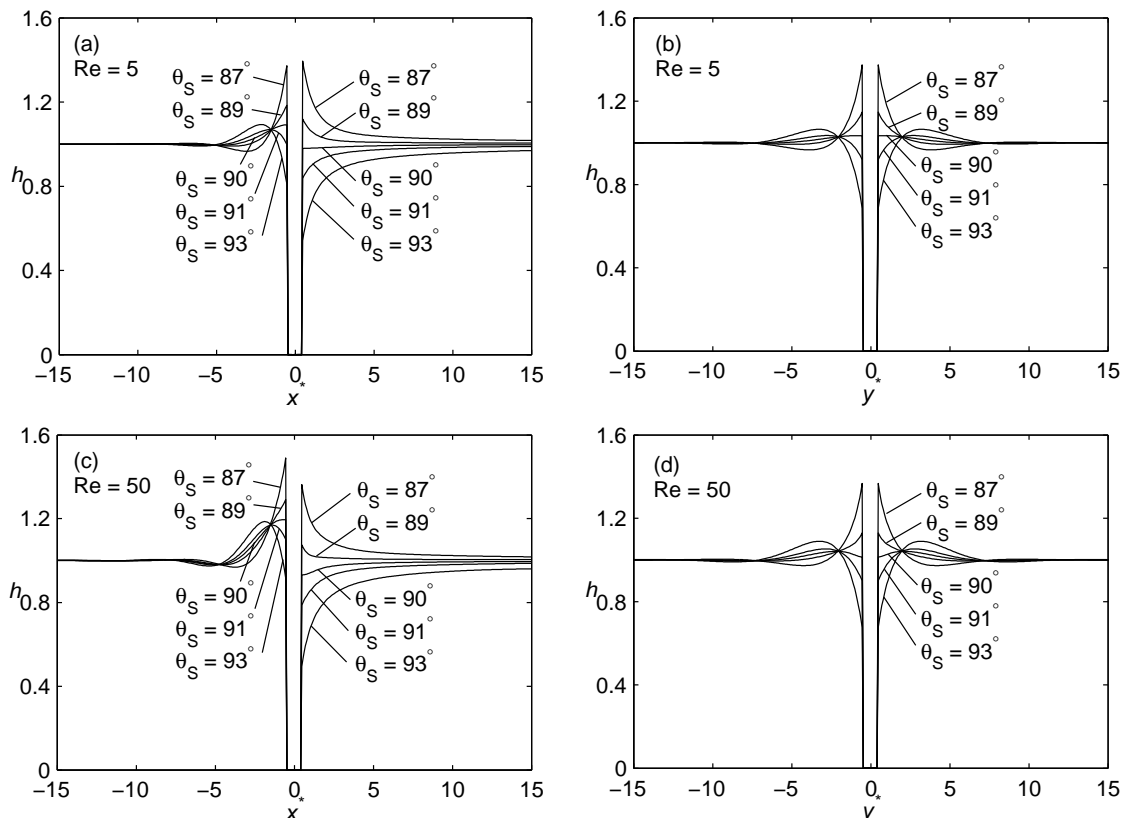 (a)
Re = 5
θS = 87°
θS = 89°
θS = 90°
θS = 91°
θS = 93°
θS = 87°
θS = 89°
θS = 90°
θS = 91°
θS = 93°
1.6
1.2
h
0.8
0.4
0
−15 −10 −5 0 5 10 15
x*
(b)
Re = 5
θS = 87°
θS = 89°
θS = 90°
θS = 91°
θS = 93°
1.6
1.2
h
0.8
0.4
0
−15 −10 −5 0 5 10 15
y*
(c)
Re = 50
θS = 87°
θS = 89°
θS = 90°
θS = 91°
θS = 93°
θS = 87°
θS = 89°
θS = 90°
θS = 91°
θS = 93°
1.6
1.2
h
0.8
0.4
0
−15 −10 −5 0 5 10 15
x*
(d)
Re = 50
θS = 87°
θS = 89°
θS = 90°
θS = 91°
θS = 93°
1.6
1.2
h
0.8
0.4
0
−15 −10 −5 0 5 10 15
y*